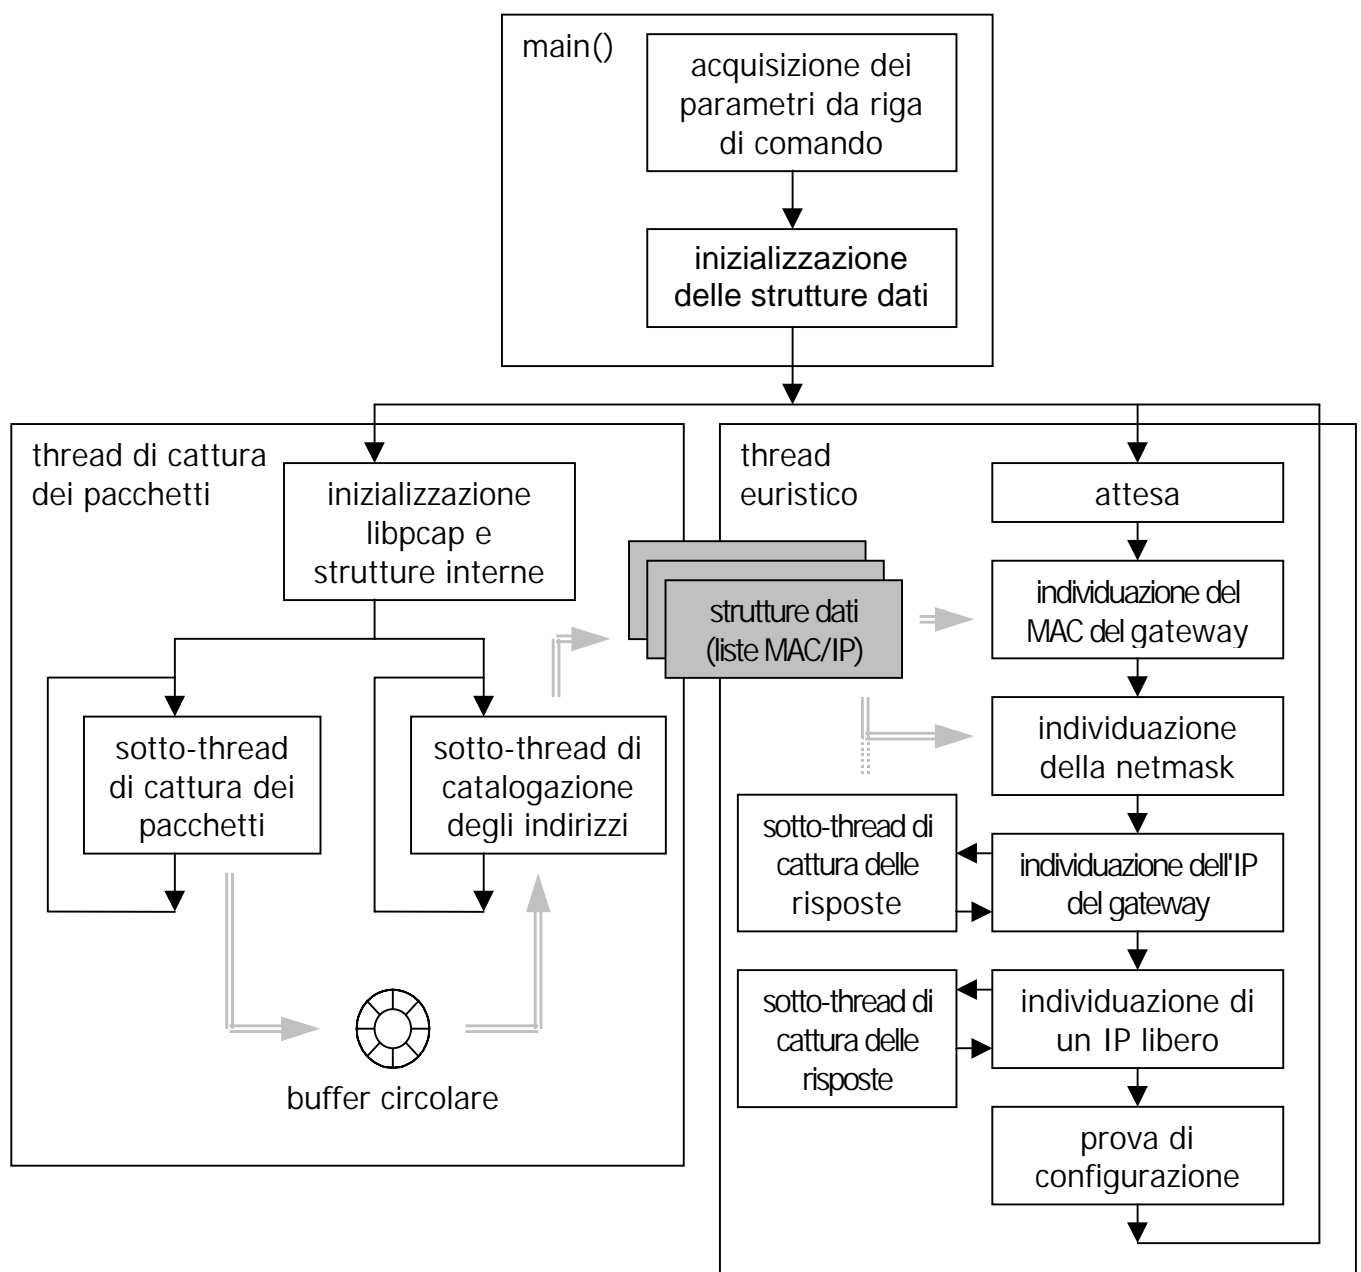 main()
acquisizione dei
parametri da riga
di comando
inizializzazione
delle strutture dati
thread di cattura
dei pacchetti
inizializzazione
libpcap e
strutture interne
sotto-thread
di cattura dei
pacchetti
sotto-thread di
catalogazione
degli indirizzi
buffer circolare
strutture dati
(liste MAC/IP)
thread
euristico
attesa
individuazione del
MAC del gateway
individuazione
della netmask
sotto-thread di
cattura delle
risposte
individuazione dell'IP
del gateway
sotto-thread di
cattura delle
risposte
individuazione di
un IP libero
prova di
configurazione